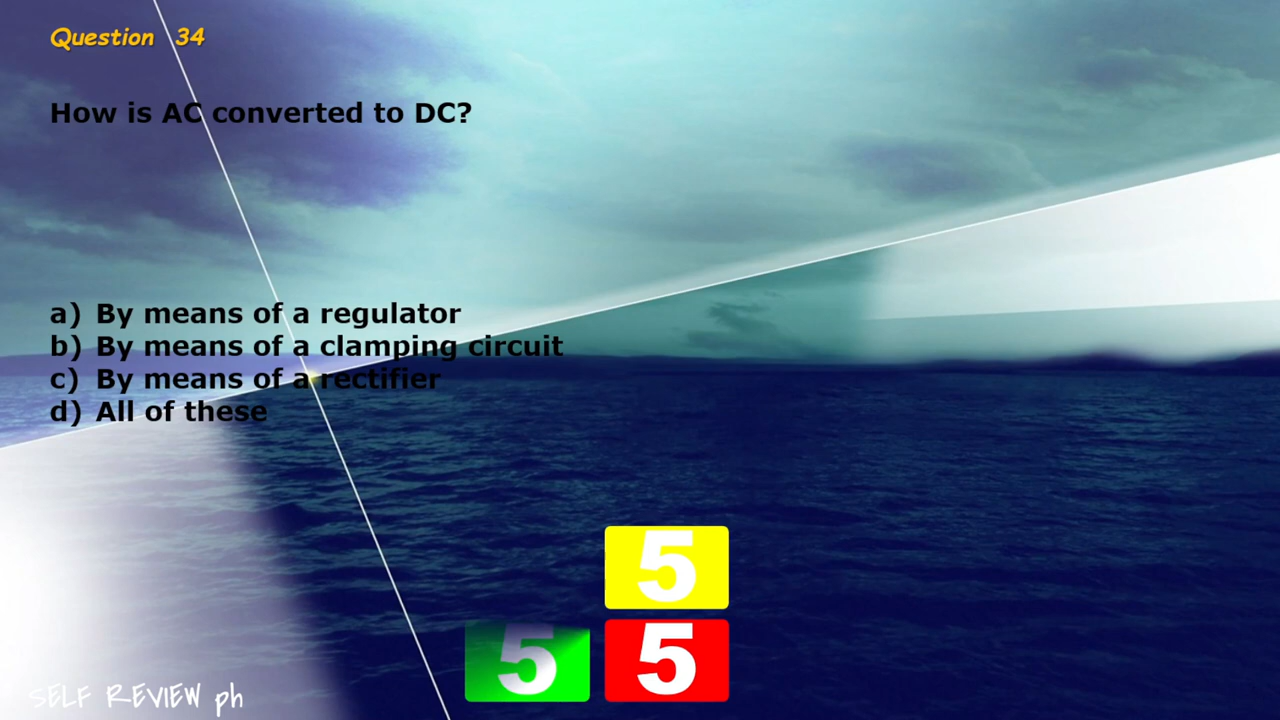 Question 34
How is AC converted to DC?
a) By means of a regulator
b) By means of a clamping circuit
c) By means of a rectifier
d) All of these
5
5 5
SELF REVIEW ph